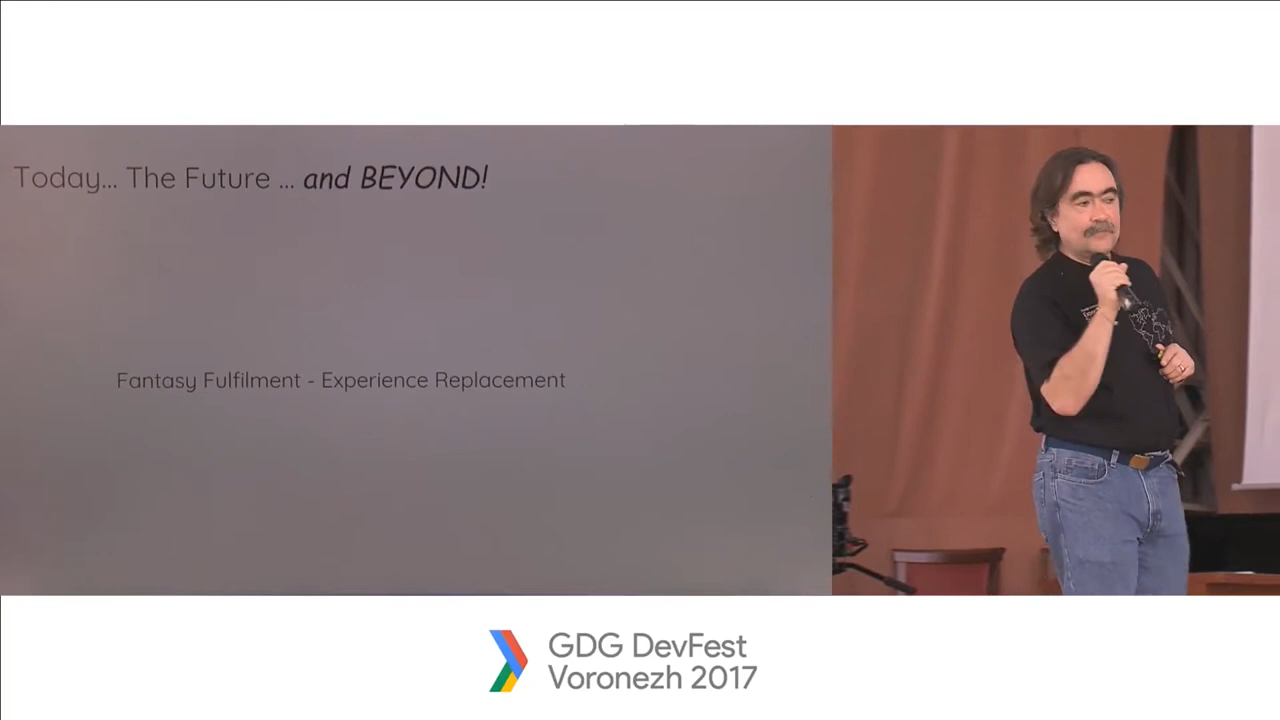 Today... The Future ... and BEYOND!
Fantasy Fulfilment - Experience Replacement
GDG DevFest
Voronezh 2017